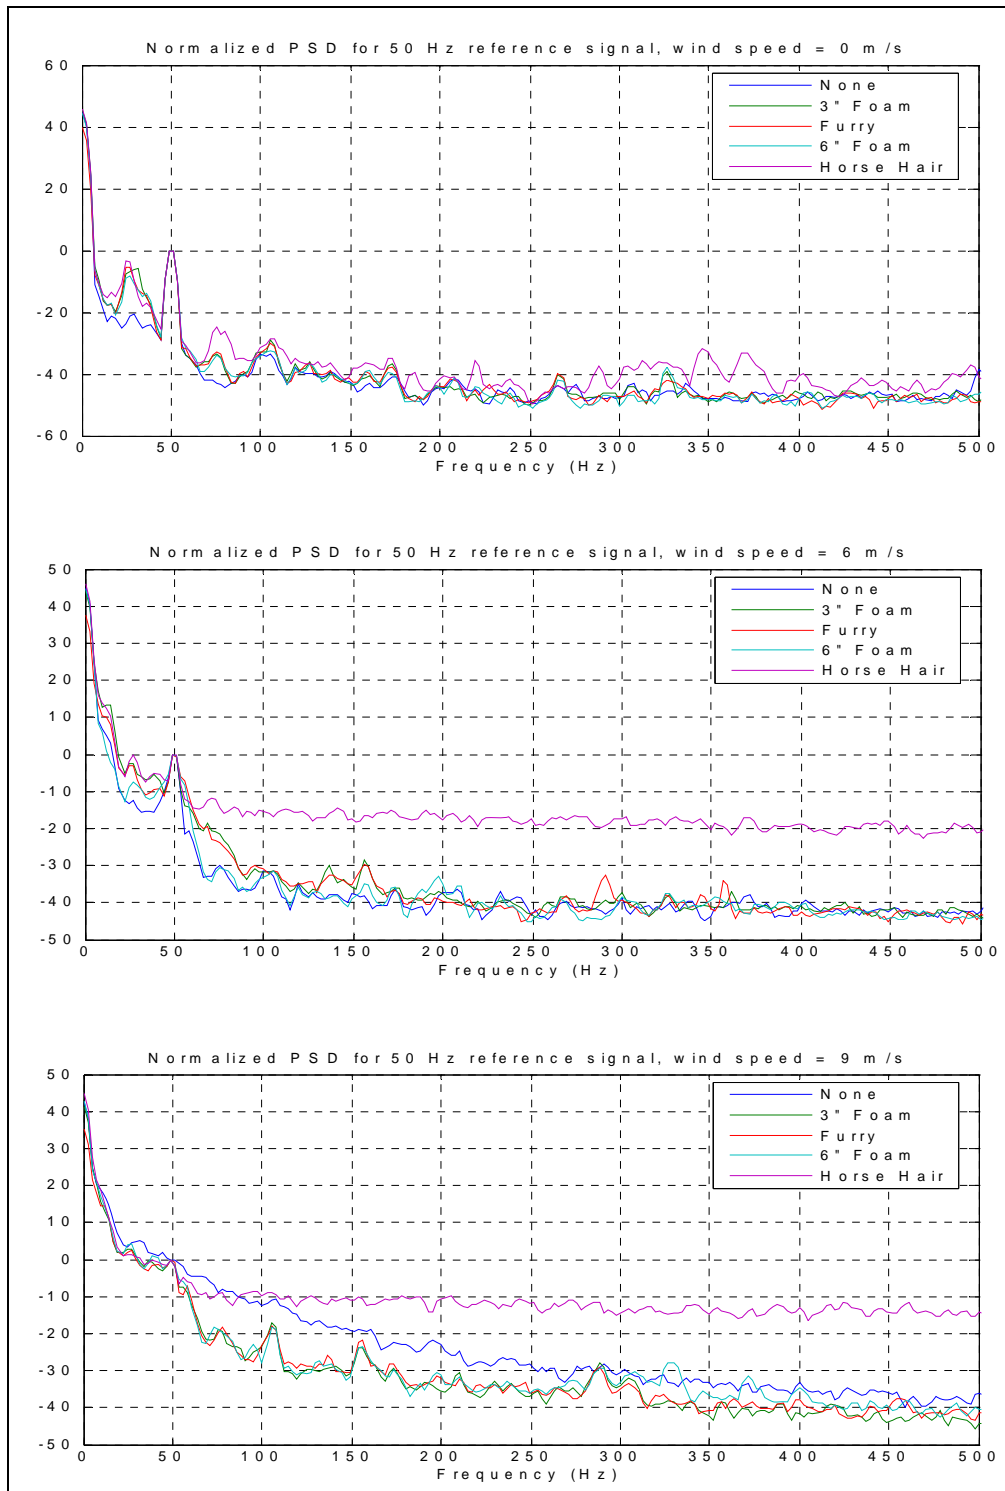 Normalized PSD for 50 Hz reference signal, wind speed = 0 m/s
60
40
20
0
-20
-40
-60
None
3" Foam
Furry
6" Foam
Horse Hair
0 50 100 150 200 250 300 350 400 450 500
Frequency (Hz)
Normalized PSD for 50 Hz reference signal, wind speed = 6 m/s
50
40
30
20
10
0
-10
-20
-30
-40
-50
None
3" Foam
Furry
6" Foam
Horse Hair
0 50 100 150 200 250 300 350 400 450 500
Frequency (Hz)
Normalized PSD for 50 Hz reference signal, wind speed = 9 m/s
50
40
30
20
10
0
-10
-20
-30
-40
-50
None
3" Foam
Furry
6" Foam
Horse Hair
0 50 100 150 200 250 300 350 400 450 500
Frequency (Hz)